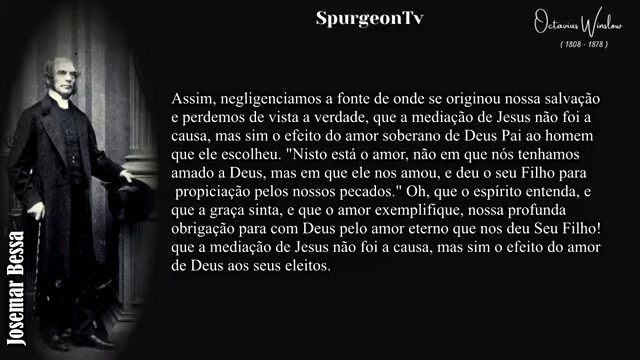 SpurgeonTv
Octavius Winslow
( 1808 - 1878 )
Assim, negligenciamos a fonte de onde se originou nossa salvação
e perdemos de vista a verdade, que a mediação de Jesus não foi a
causa, mas sim o efeito do amor soberano de Deus Pai ao homem
que ele escolheu. "Nisto está o amor, não em que nós tenhamos
amado a Deus, mas em que ele nos amou, e deu o seu Filho para
propiciação pelos nossos pecados." Oh, que o espírito entenda, e
que a graça sinta, e que o amor exemplifique, nossa profunda
obrigação para com Deus pelo amor eterno que nos deu Seu Filho!
que a mediação de Jesus não foi a causa, mas sim o efeito do amor
de Deus aos seus eleitos.
Josemar Bessa